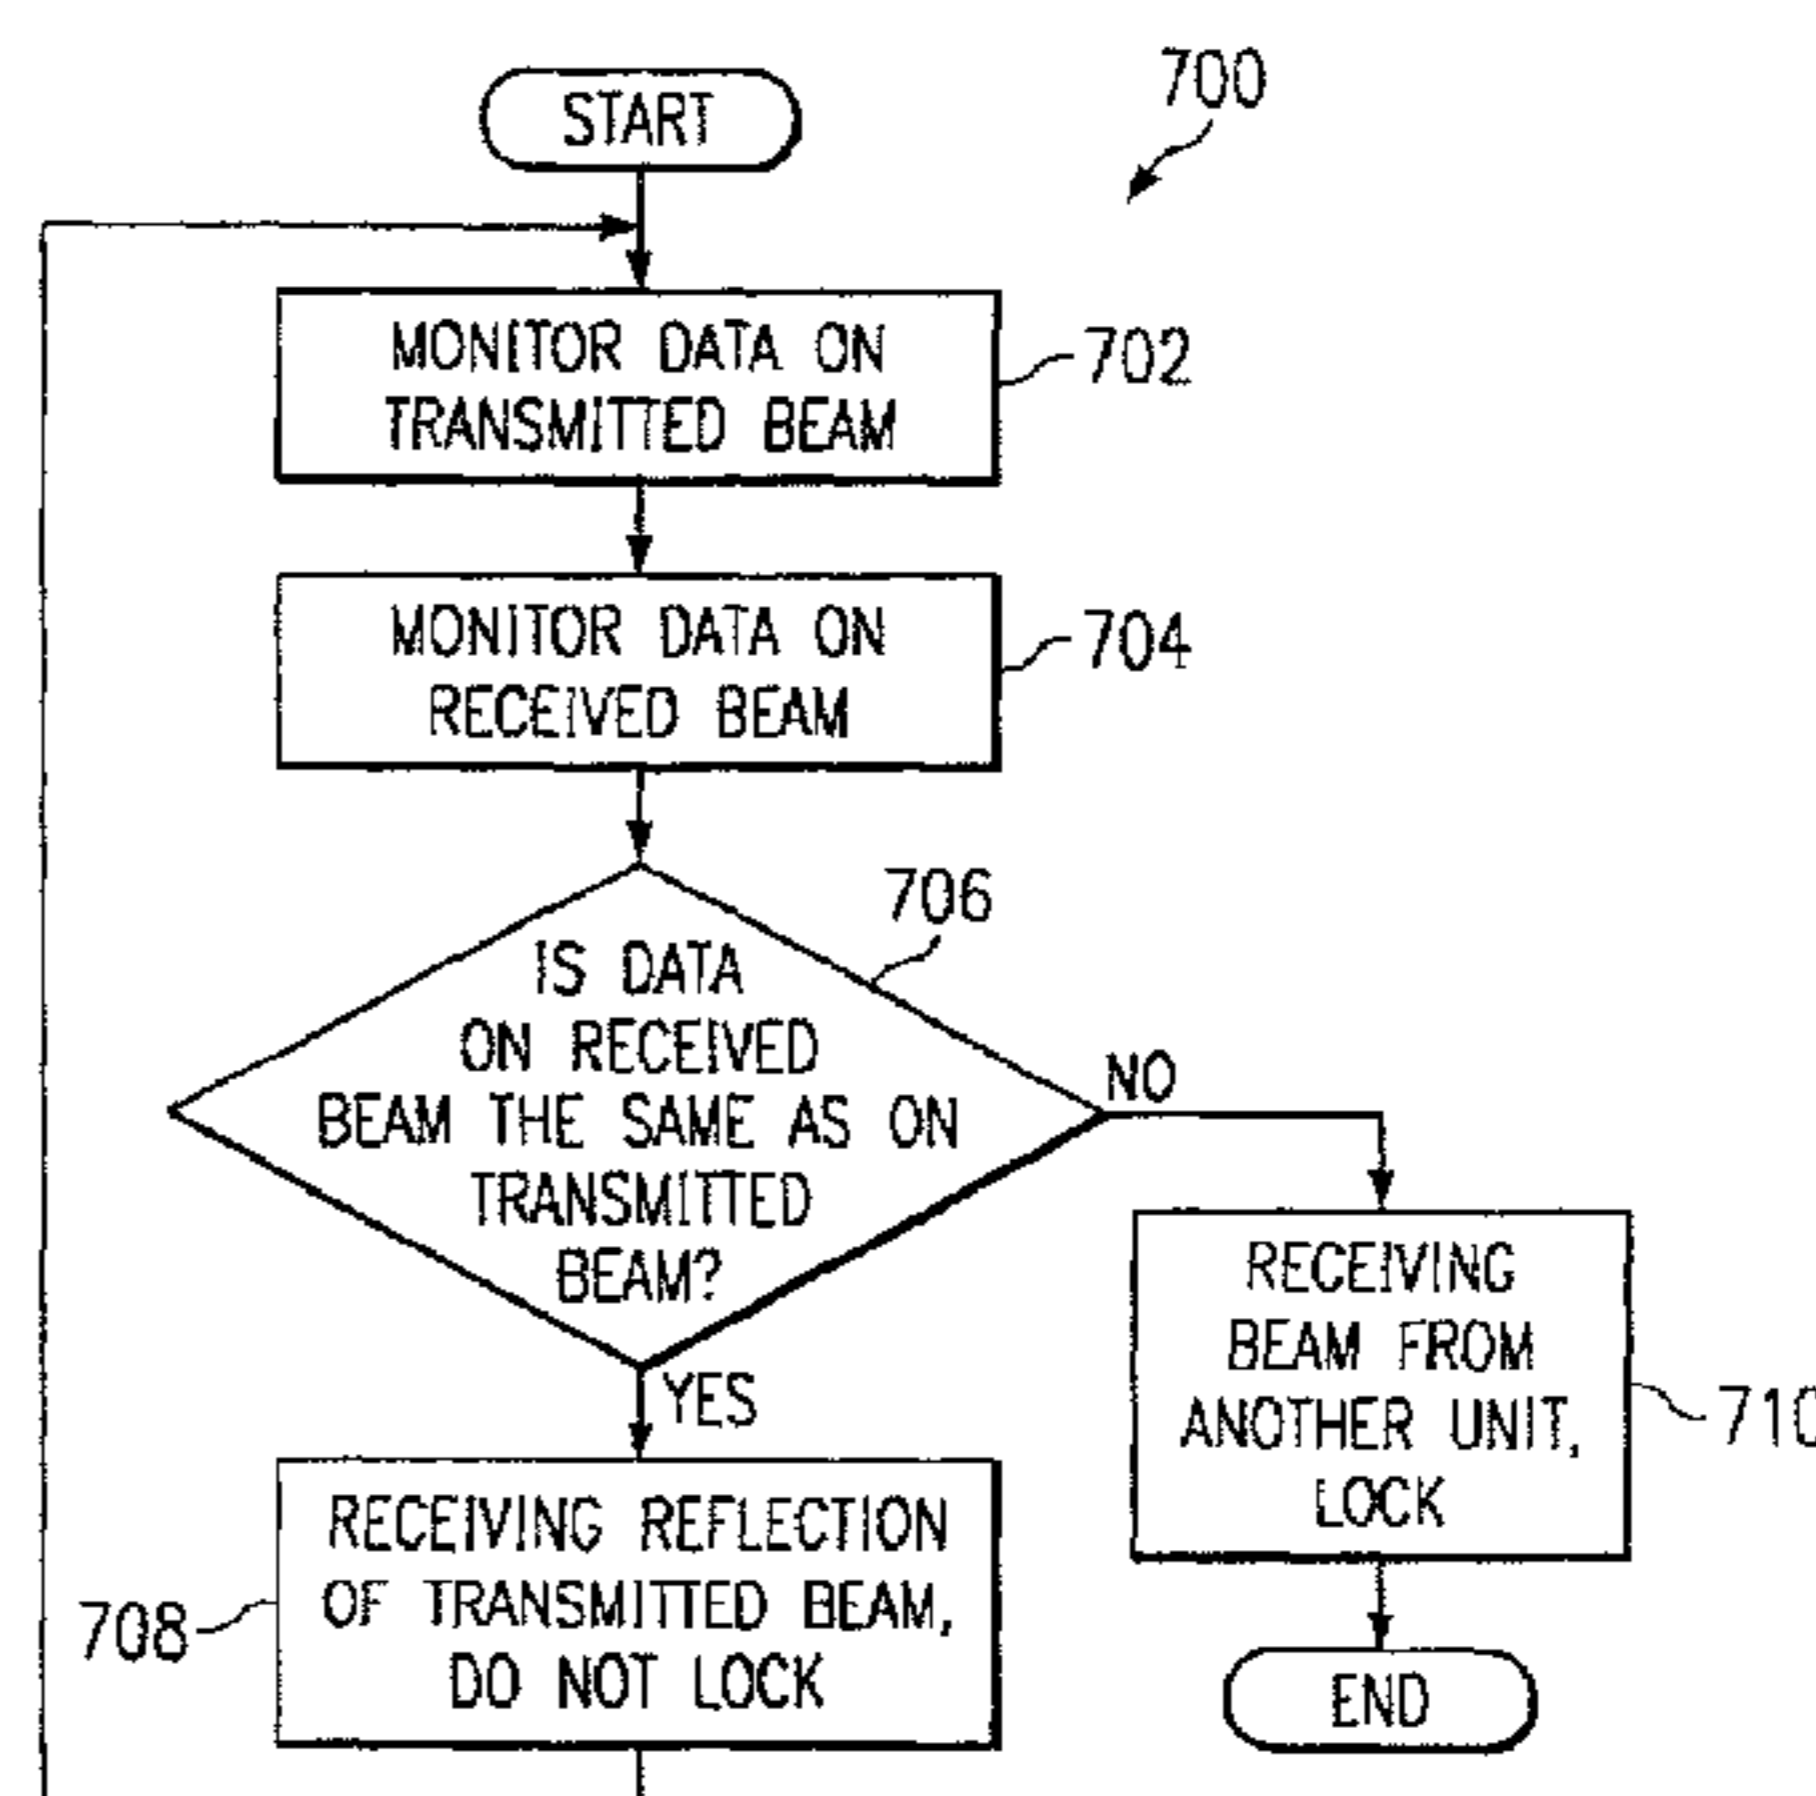 START
700
MONITOR DATA ON
TRANSMITTED BEAM
702
MONITOR DATA ON
RECEIVED BEAM
704
706
IS DATA
ON RECEIVED
BEAM THE SAME AS ON
TRANSMITTED
BEAM?
NO
YES
RECEIVING
BEAM FROM
ANOTHER UNIT,
LOCK
710
RECEIVING REFLECTION
OF TRANSMITTED BEAM,
DO NOT LOCK
708
END